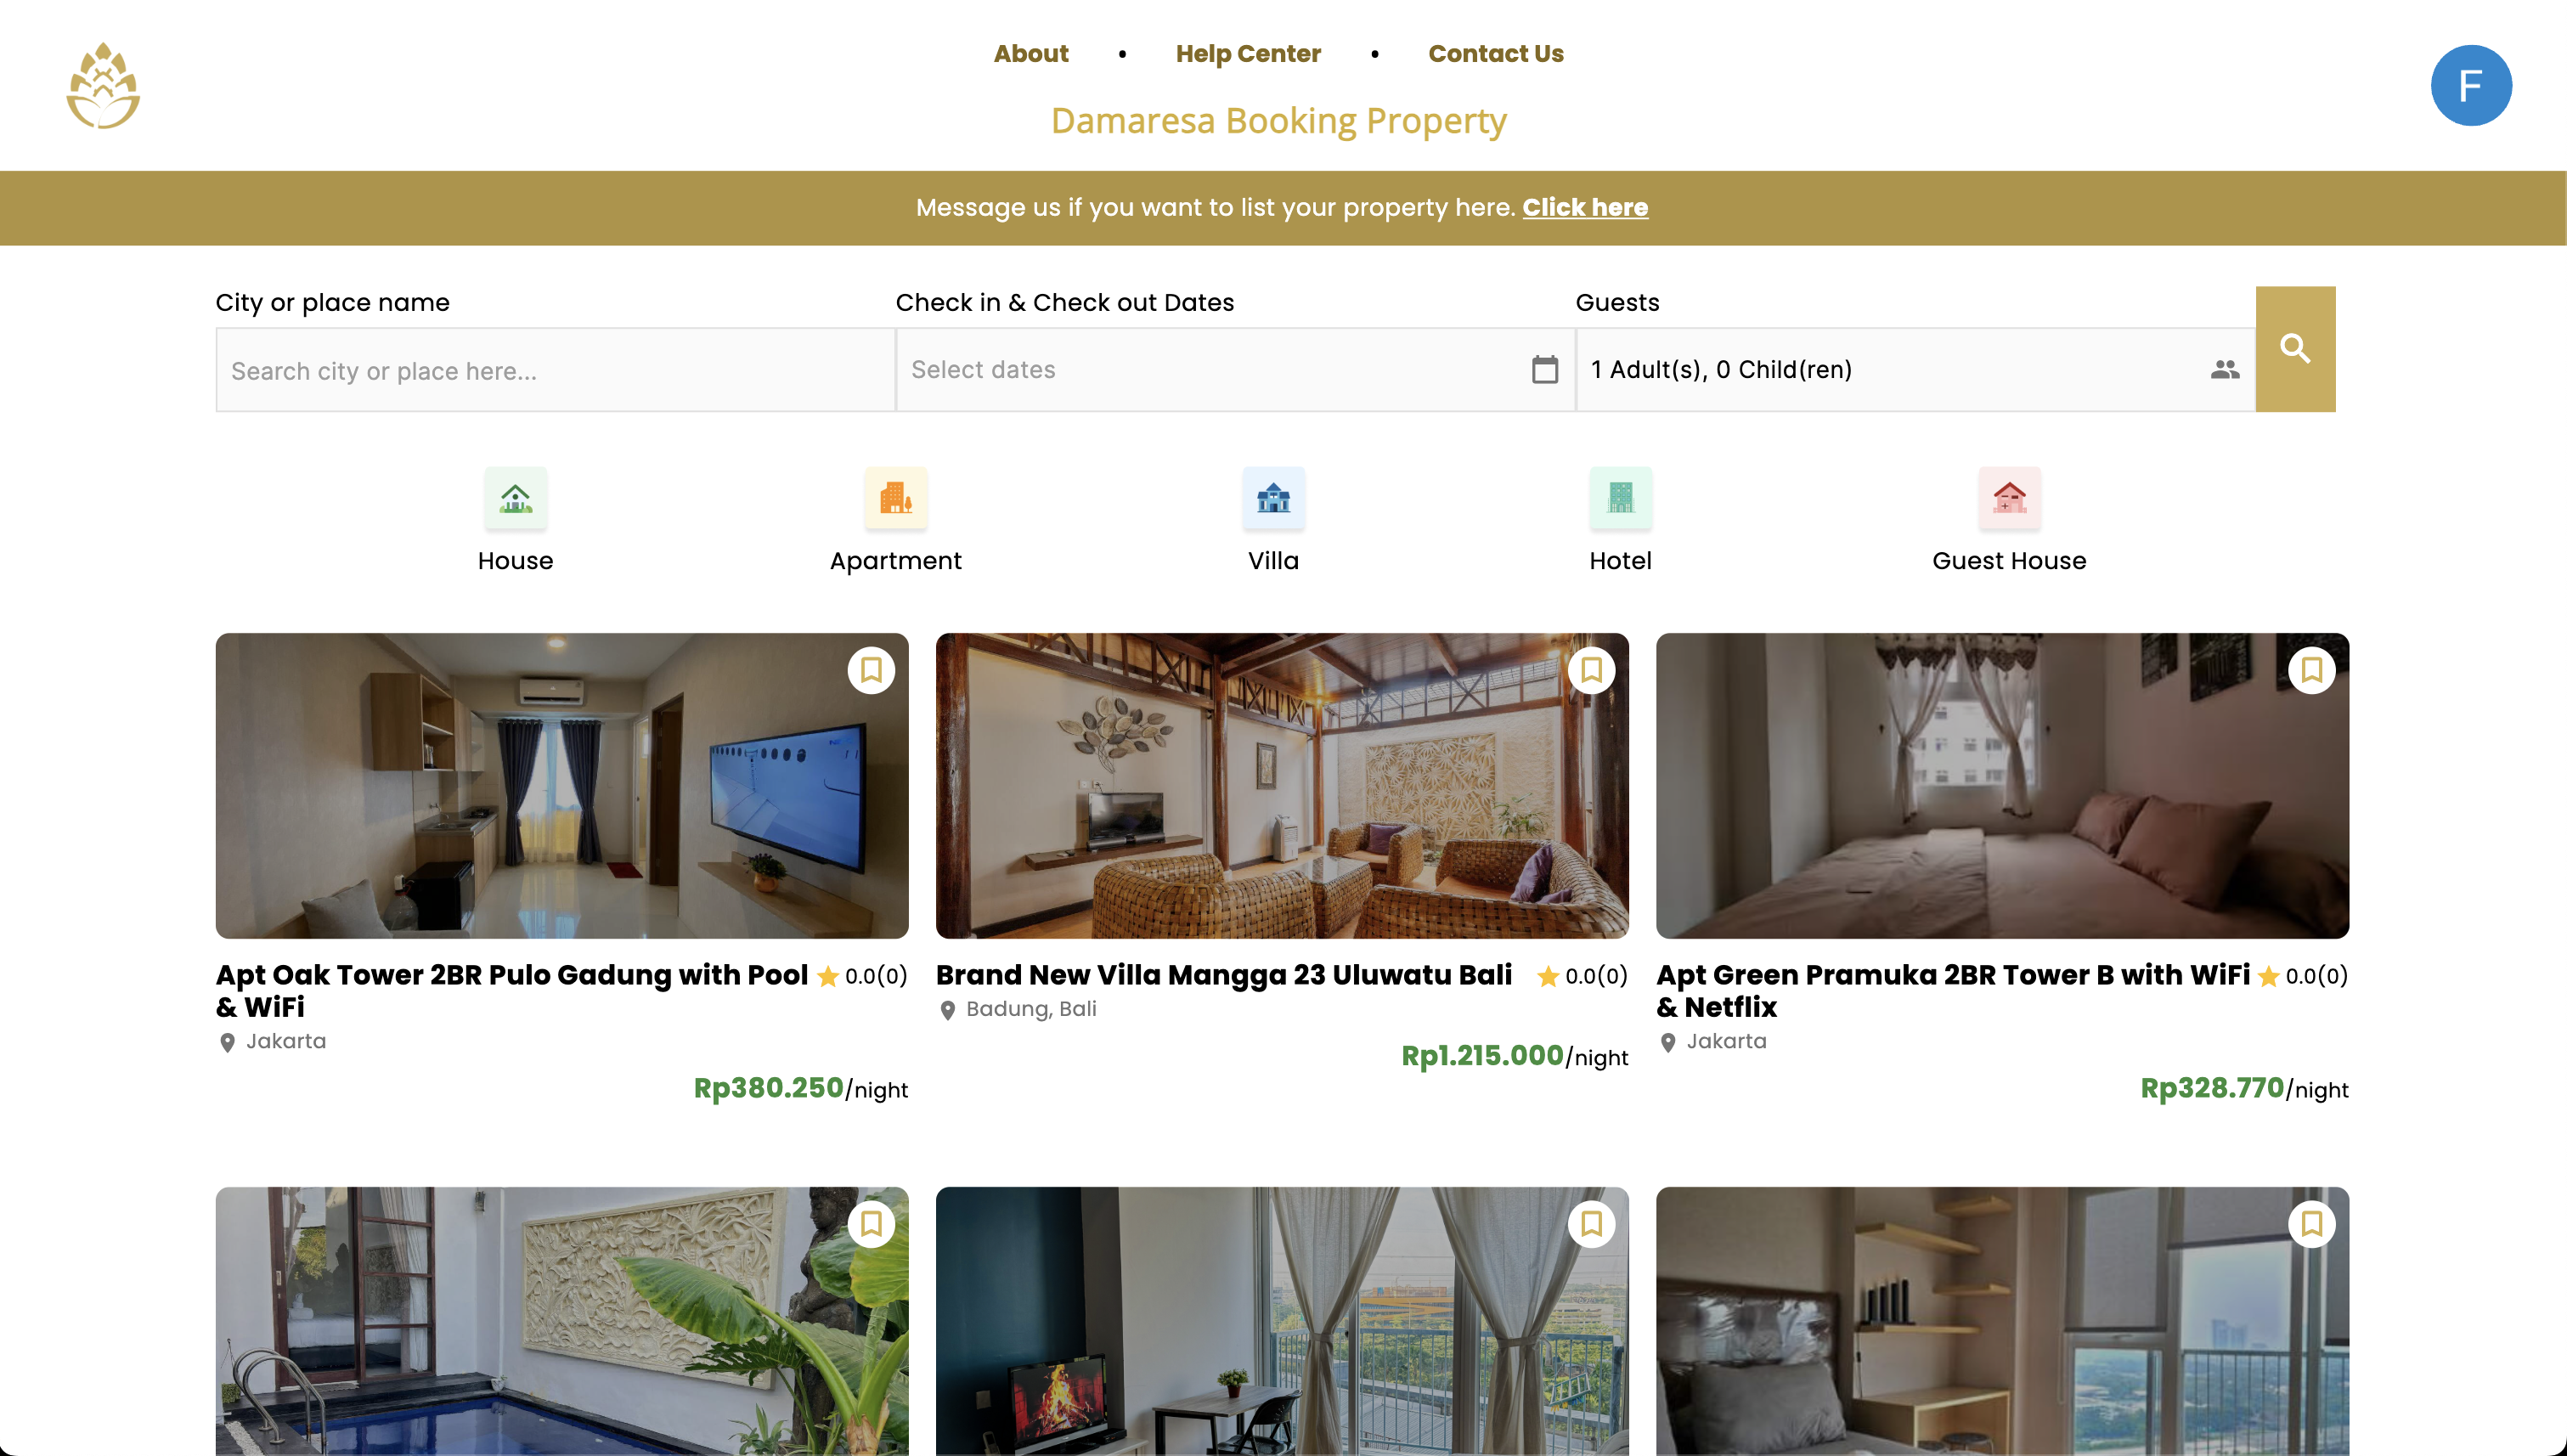 About • Help Center • Contact Us
F
Damaresa Booking Property
Message us if you want to list your property here. Click here
City or place name
Check in & Check out Dates
Guests
Search city or place here...
Select dates
1 Adult(s), 0 Child(ren)
House
Apartment
Villa
Hotel
Guest House
Apt Oak Tower 2BR Pulo Gadung with Pool
& WiFi
0.0(0)
Jakarta
Rp380.250/night
Brand New Villa Mangga 23 Uluwatu Bali
0.0(0)
Badung, Bali
Rp1.215.000/night
Apt Green Pramuka 2BR Tower B with WiFi
& Netflix
0.0(0)
Jakarta
Rp328.770/night